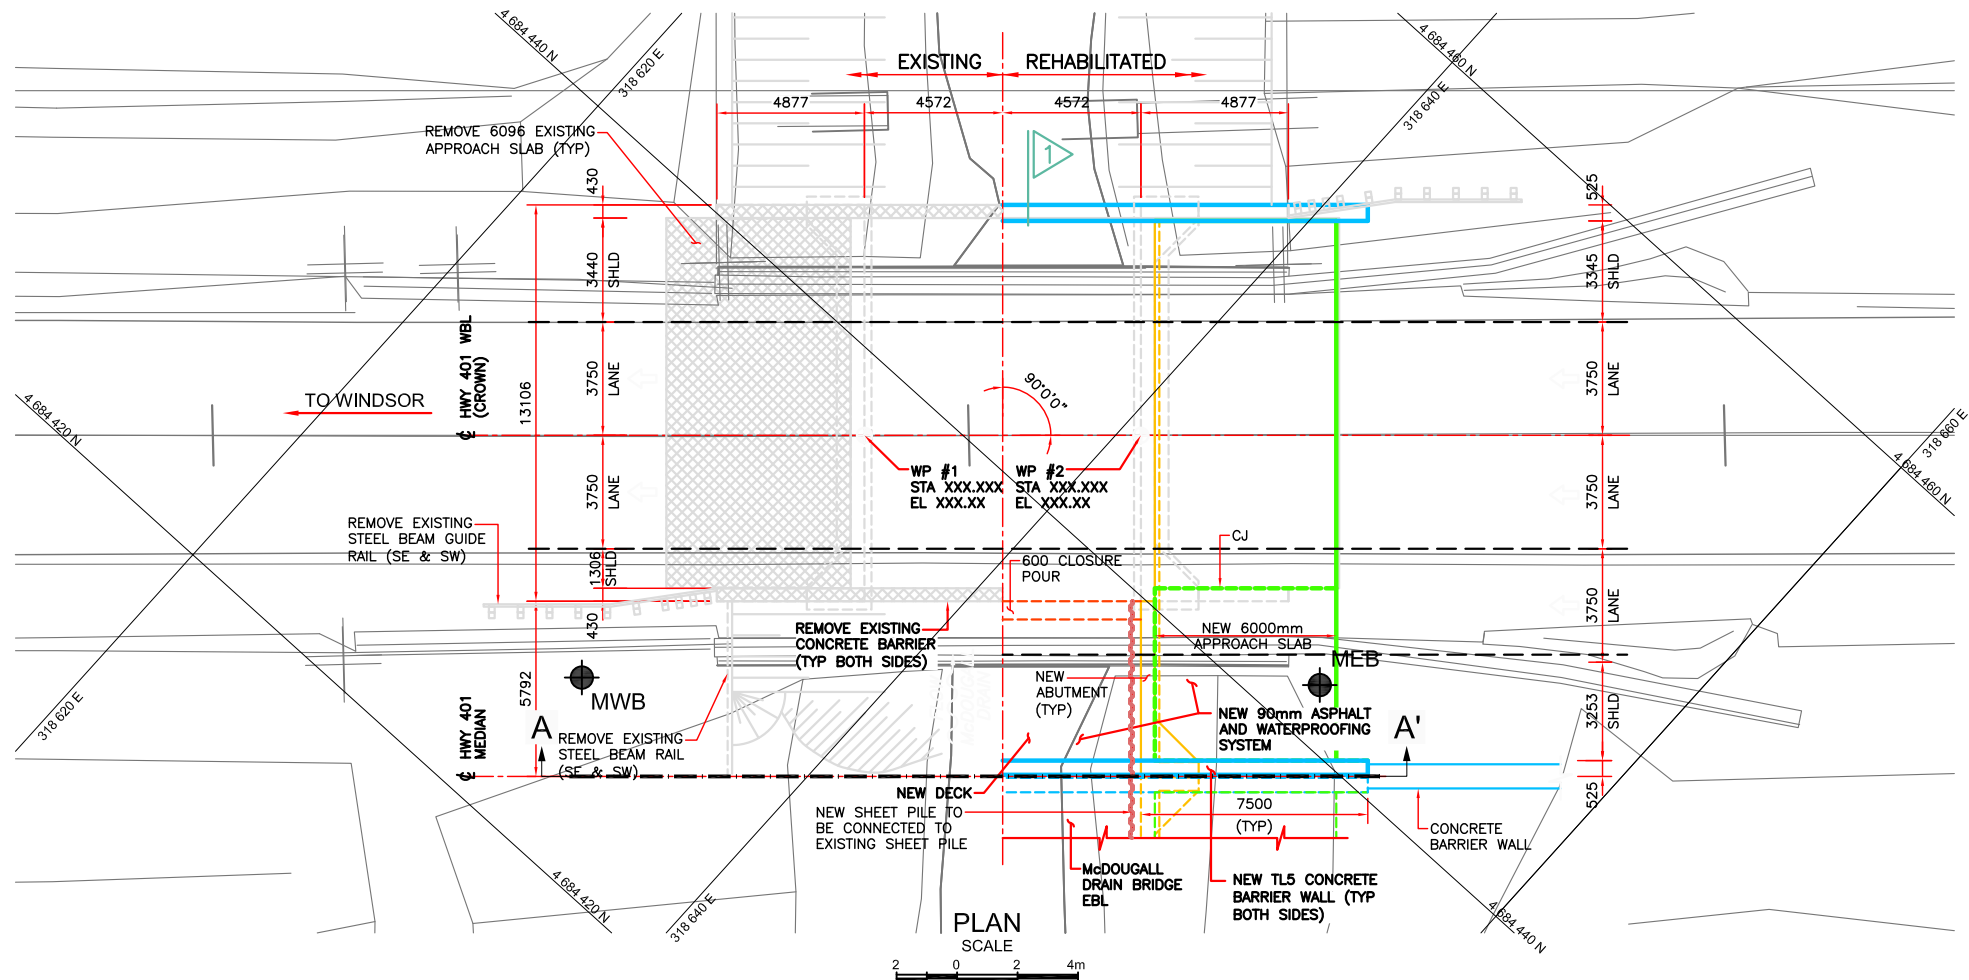 4 684 440 N
318 620 E
EXISTING
REHABILITATED
4 684 460 N
318 640 E
4877
4572
4572
4877
REMOVE 6096 EXISTING
APPROACH SLAB (TYP)
1
430
525
3440
SHLD
3345
SHLD
HWY 401 WBL
(CROWN)
13106
3750
LANE
90°0'0"
3750
LANE
TO WINDSOR
4 684 420 N
318 660 E
4 684 460 N
WP #1
STA XXX.XXX
EL XXX.XX
WP #2
STA XXX.XXX
EL XXX.XX
3750
LANE
3750
LANE
REMOVE EXISTING
STEEL BEAM GUIDE
RAIL (SE & SW)
1306
SHLD
600 CLOSURE
POUR
CJ
3750
LANE
430
REMOVE EXISTING
CONCRETE BARRIER
(TYP BOTH SIDES)
NEW 6000mm
APPROACH SLAB
5792
MWB
NEW
ABUTMENT
(TYP)
MEB
318 620 E
HWY 401
MEDIAN
A
REMOVE EXISTING
STEEL BEAM RAIL
(SE & SW)
NEW 90mm ASPHALT
AND WATERPROOFING
SYSTEM
A'
3253
SHLD
525
NEW DECK
NEW SHEET PILE TO
BE CONNECTED TO
EXISTING SHEET PILE
7500
(TYP)
CONCRETE
BARRIER WALL
McDOUGALL
DRAIN BRIDGE
EBL
NEW TL5 CONCRETE
BARRIER WALL (TYP
BOTH SIDES)
4 684 420 N
318 640 E
4 684 440 N
PLAN
SCALE
2 0 2 4m